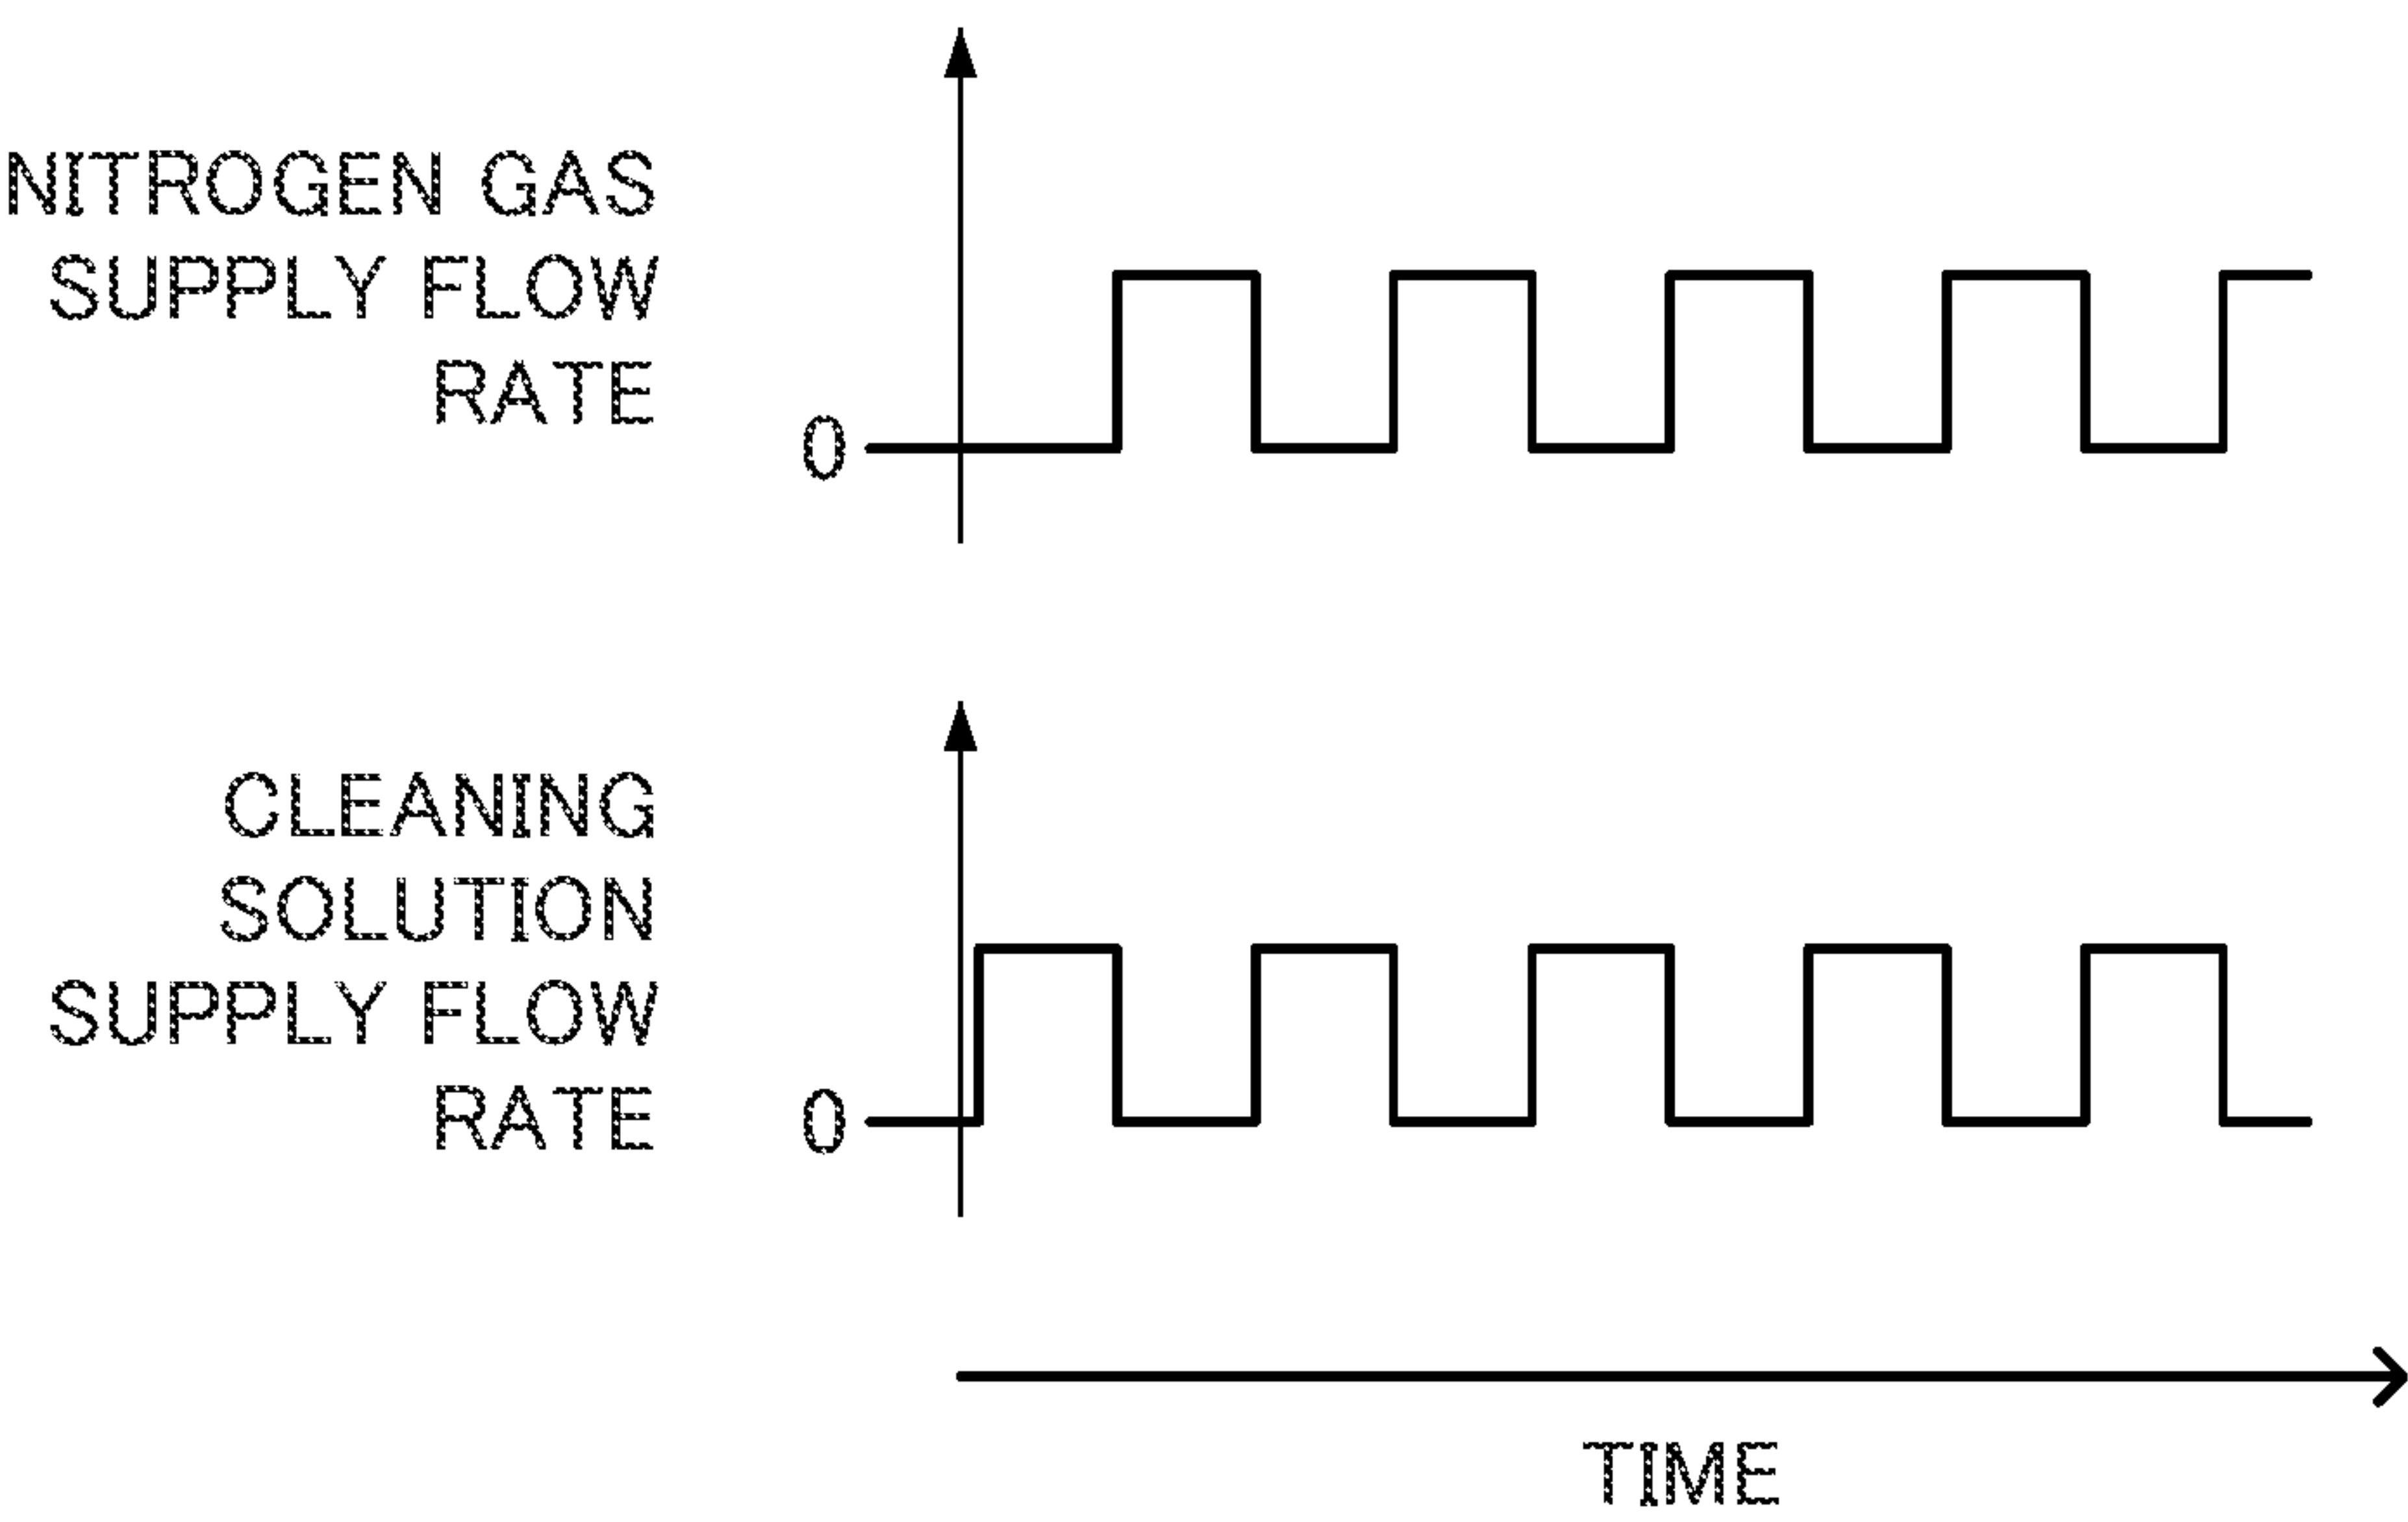 NITROGEN GAS
SUPPLY FLOW
RATE
0
CLEANING
SOLUTION
SUPPLY FLOW
RATE
0
TIME